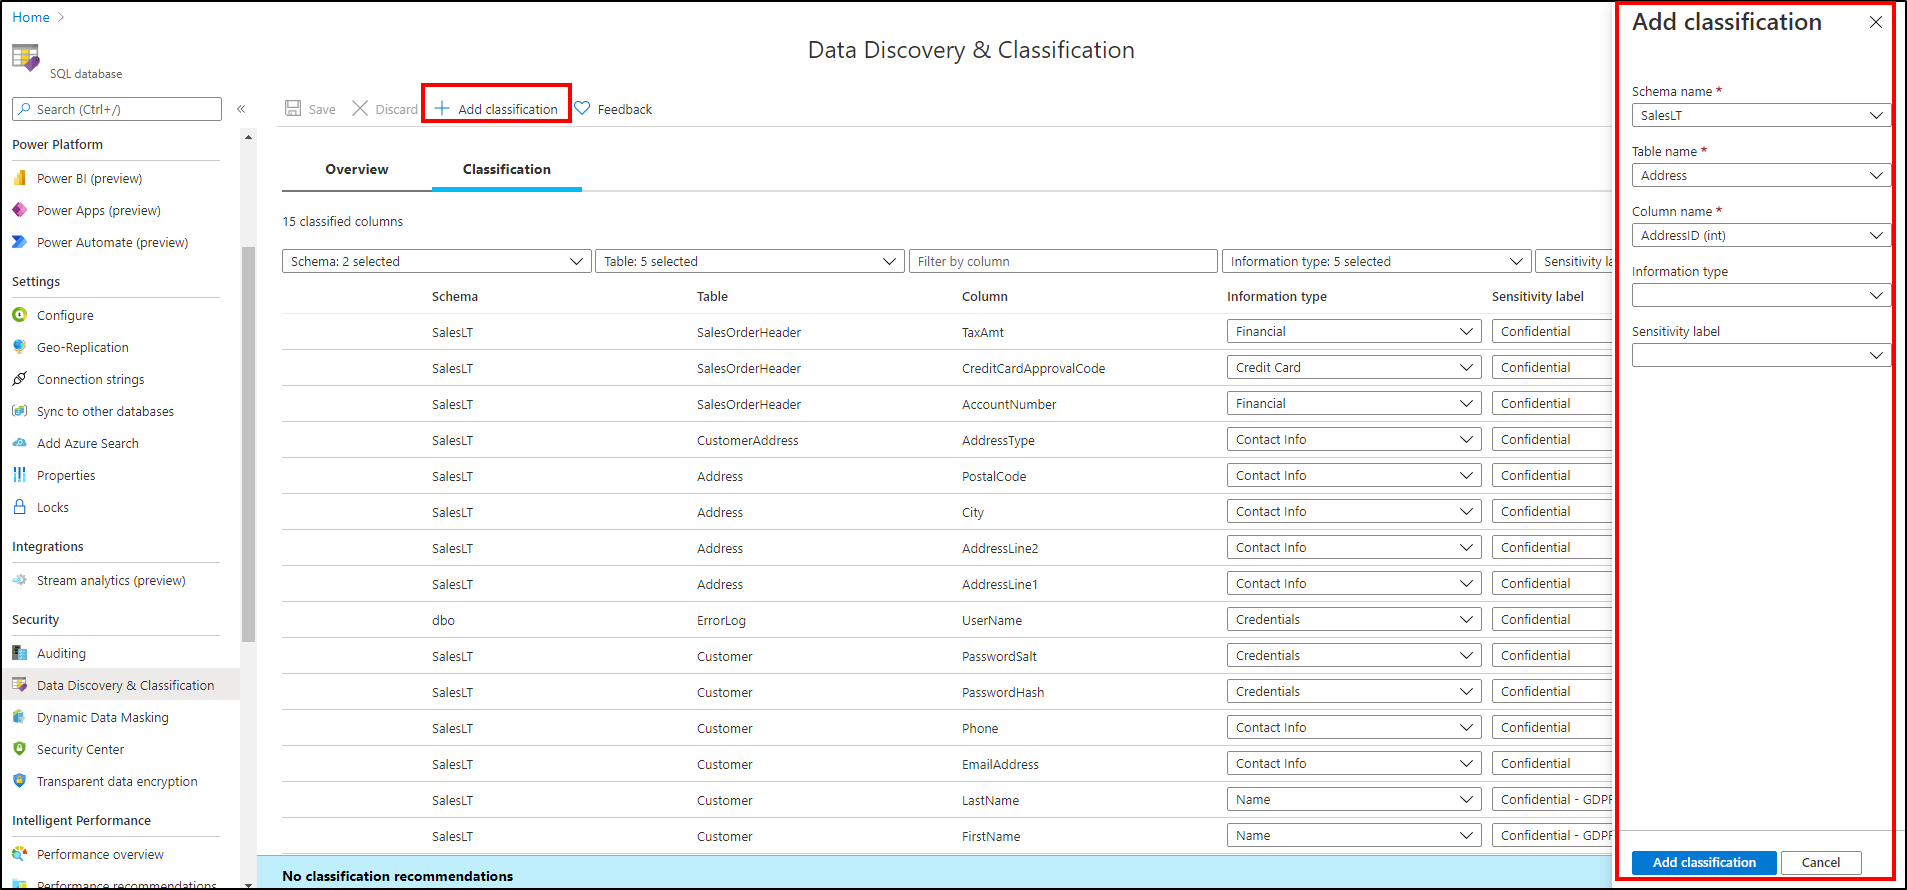 Home
SQL database
Search (Ctrl+/)
«
Power Platform
Power BI (preview)
Power Apps (preview)
Power Automate (preview)
Settings
Configure
Geo-Replication
Connection strings
Sync to other databases
Add Azure Search
Properties
Locks
Integrations
Stream analytics (preview)
Security
Auditing
Data Discovery & Classification
Dynamic Data Masking
Security Center
Transparent data encryption
Intelligent Performance
Performance overview
Performance recommendations
Data Discovery & Classification
Save Discard Add classification Feedback
Overview Classification
15 classified columns
Schema: 2 selected Table: 5 selected Filter by column Information type: 5 selected Sensitivity la
Schema Table Column Information type Sensitivity label
SalesLT SalesOrderHeader TaxAmt Financial Confidential
SalesLT SalesOrderHeader CreditCardApprovalCode Credit Card Confidential
SalesLT SalesOrderHeader AccountNumber Financial Confidential
SalesLT CustomerAddress AddressType Contact Info Confidential
SalesLT Address PostalCode Contact Info Confidential
SalesLT Address City Contact Info Confidential
SalesLT Address AddressLine2 Contact Info Confidential
SalesLT Address AddressLine1 Contact Info Confidential
dbo ErrorLog UserName Credentials Confidential
SalesLT Customer PasswordSalt Credentials Confidential
SalesLT Customer PasswordHash Credentials Confidential
SalesLT Customer Phone Contact Info Confidential
SalesLT Customer EmailAddress Contact Info Confidential
SalesLT Customer LastName Name Confidential - GDPR
SalesLT Customer FirstName Name Confidential - GDPR
No classification recommendations
Add classification
Schema name *
SalesLT
Table name *
Address
Column name *
AddressID (int)
Information type
Sensitivity label
Add classification Cancel